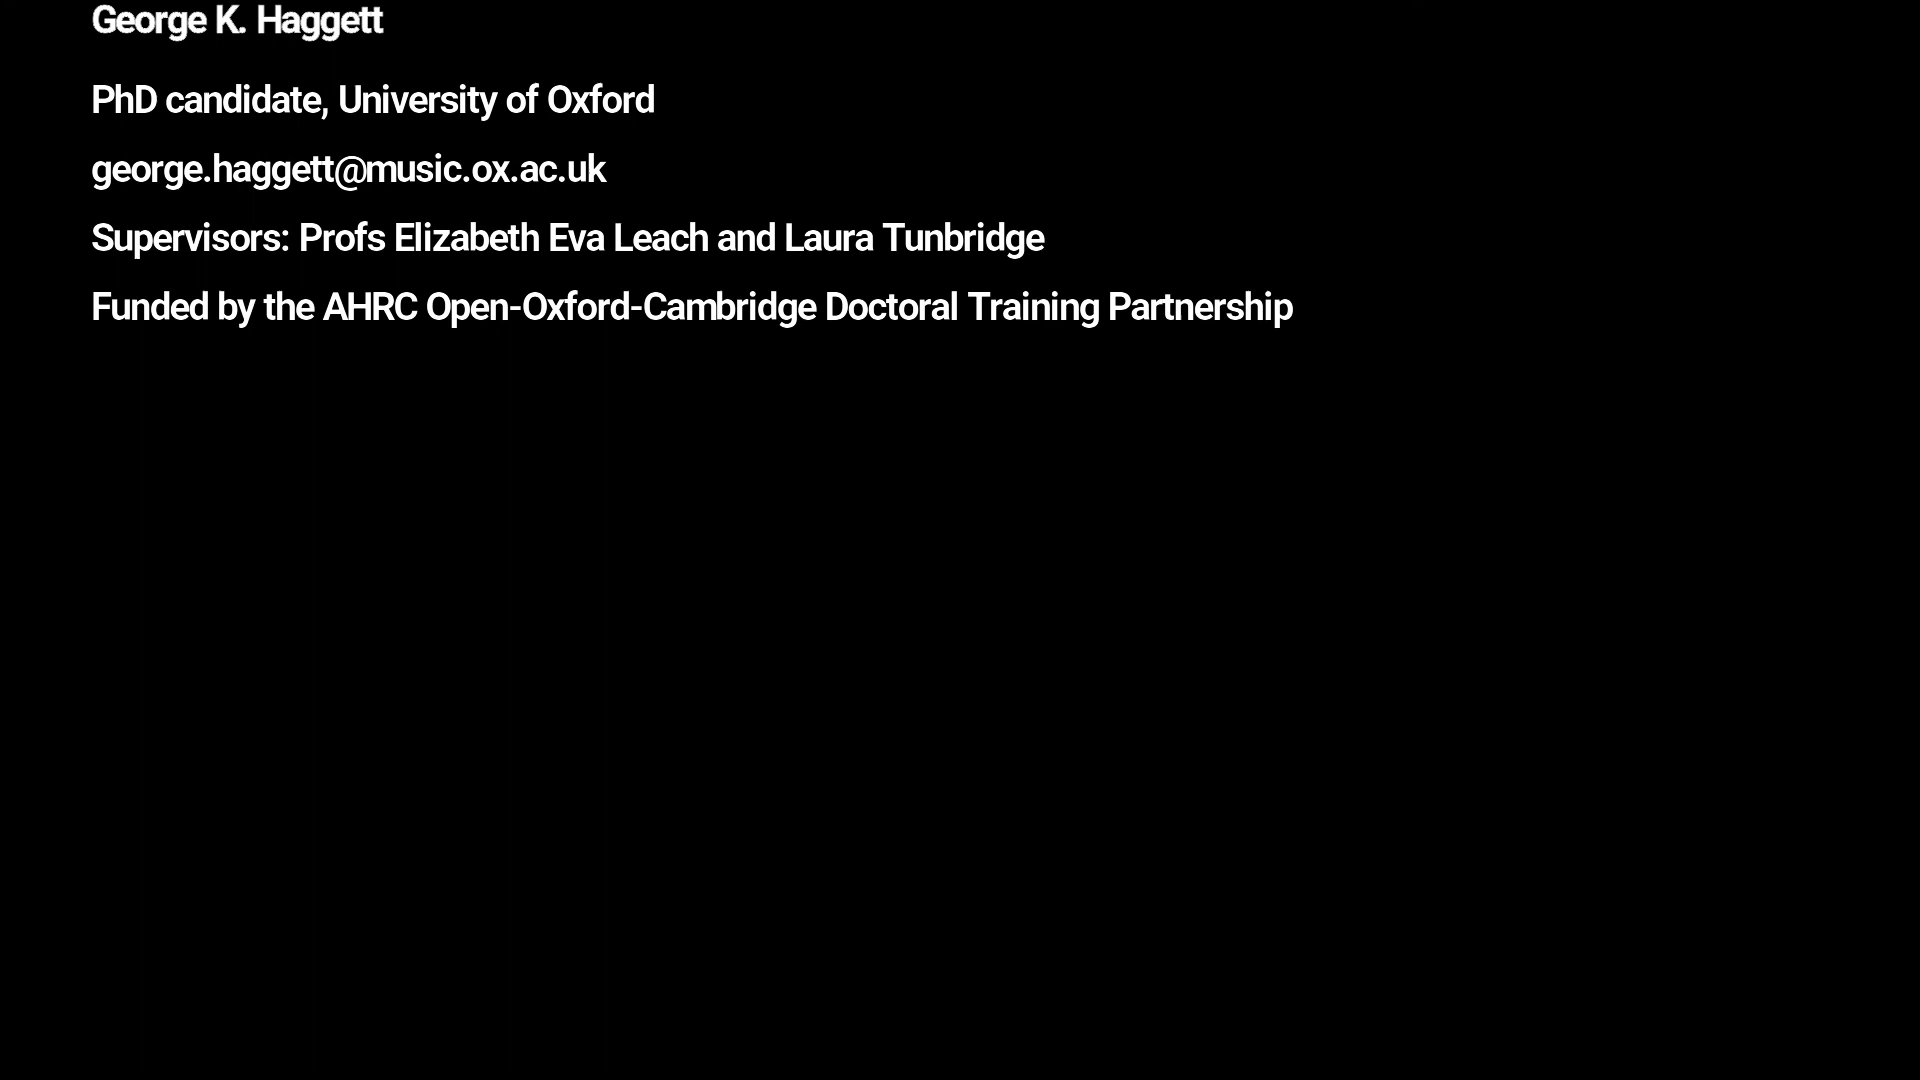 George K. Haggett
PhD candidate, University of Oxford
george.haggett@music.ox.ac.uk
Supervisors: Profs Elizabeth Eva Leach and Laura Tunbridge
Funded by the AHRC Open-Oxford-Cambridge Doctoral Training Partnership